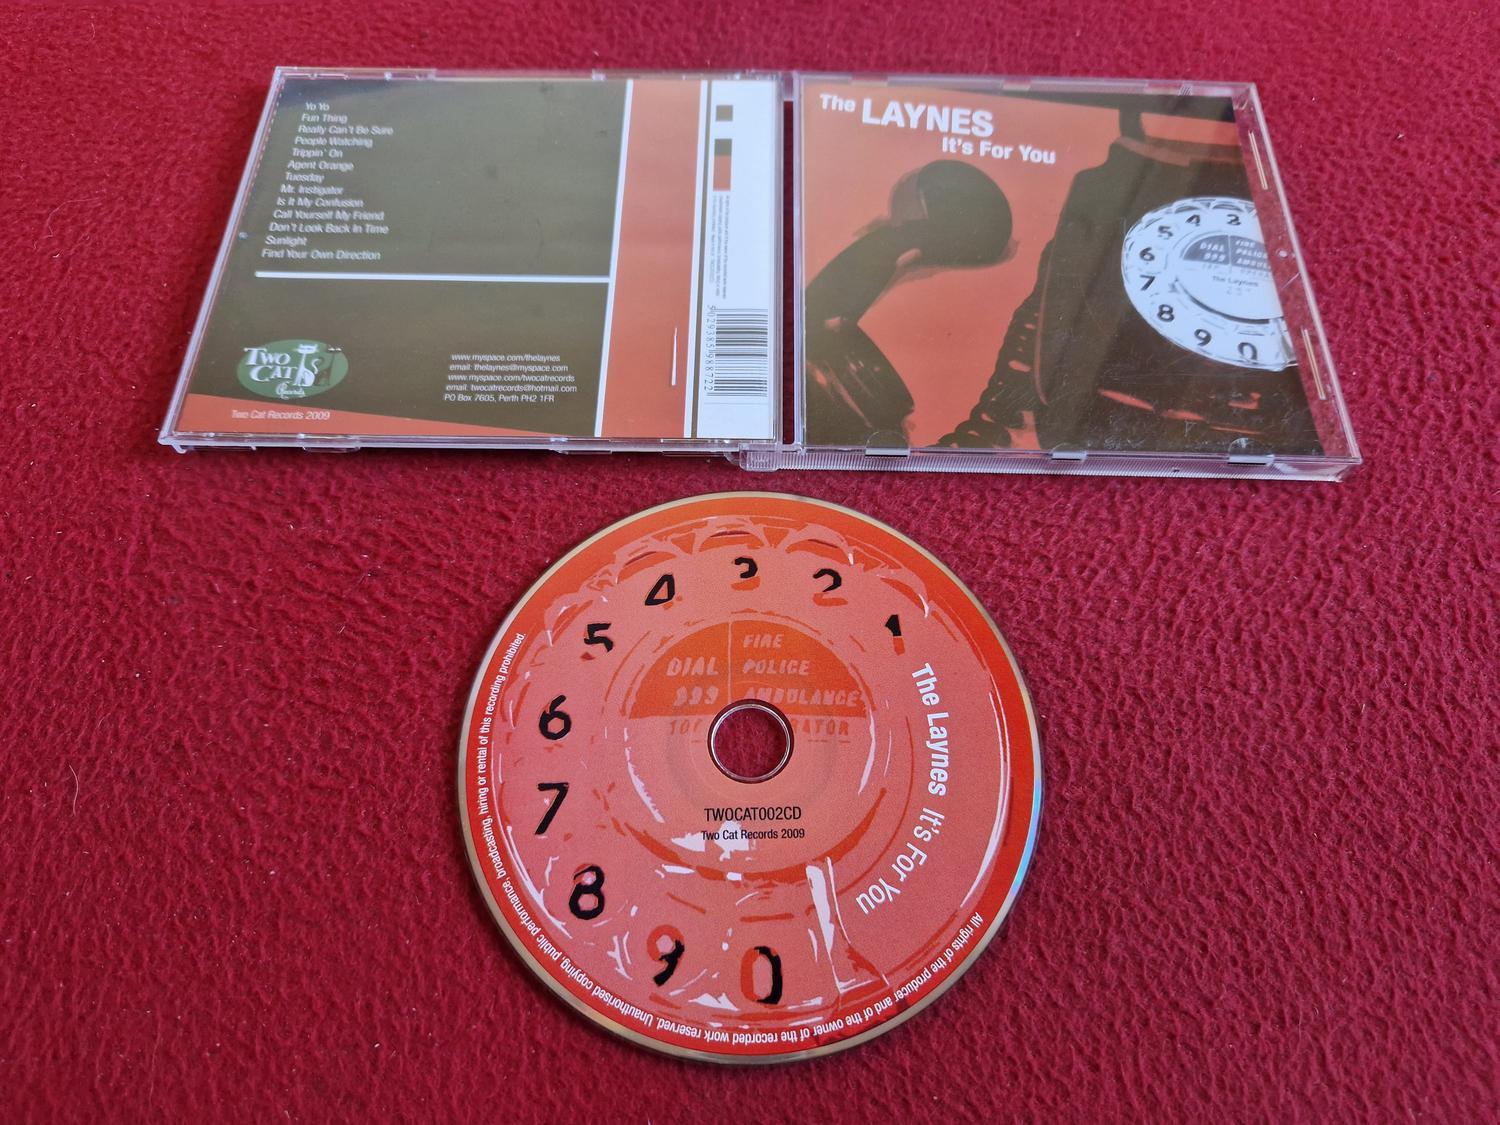 Yo Yo
Fun Thing
Really Can't Be Sure
People Watching
Trippin' On
Agent Orange
Tuesday
Mr. Instigator
Is It My Confusion
Call Yourself My Friend
Don't Look Back In Time
Sunlight
Find Your Own Direction
Two
Cat
Records
www.myspace.com/thelaynes
email: thelaynes@myspace.com
www.myspace.com/twocatrecords
email: twocatrecords@hotmail.com
PO Box 7605, Perth PH2 1FR
Two Cat Records 2009
5029385988722
The LAYNES
It's For You
5 4 3
6
7
8
9 0
DIAL
999
FIRE
POLICE
The Laynes
1 2 3 4 5 6 7 8 9 0
DIAL
999
FIRE
POLICE
AMBULANCE
The Laynes It's For You
TWOCAT002CD
Two Cat Records 2009
All rights of the producer and of the owner of the recorded work reserved. Unauthorised copying, public performance, broadcasting, hiring or rental of this recording prohibited.